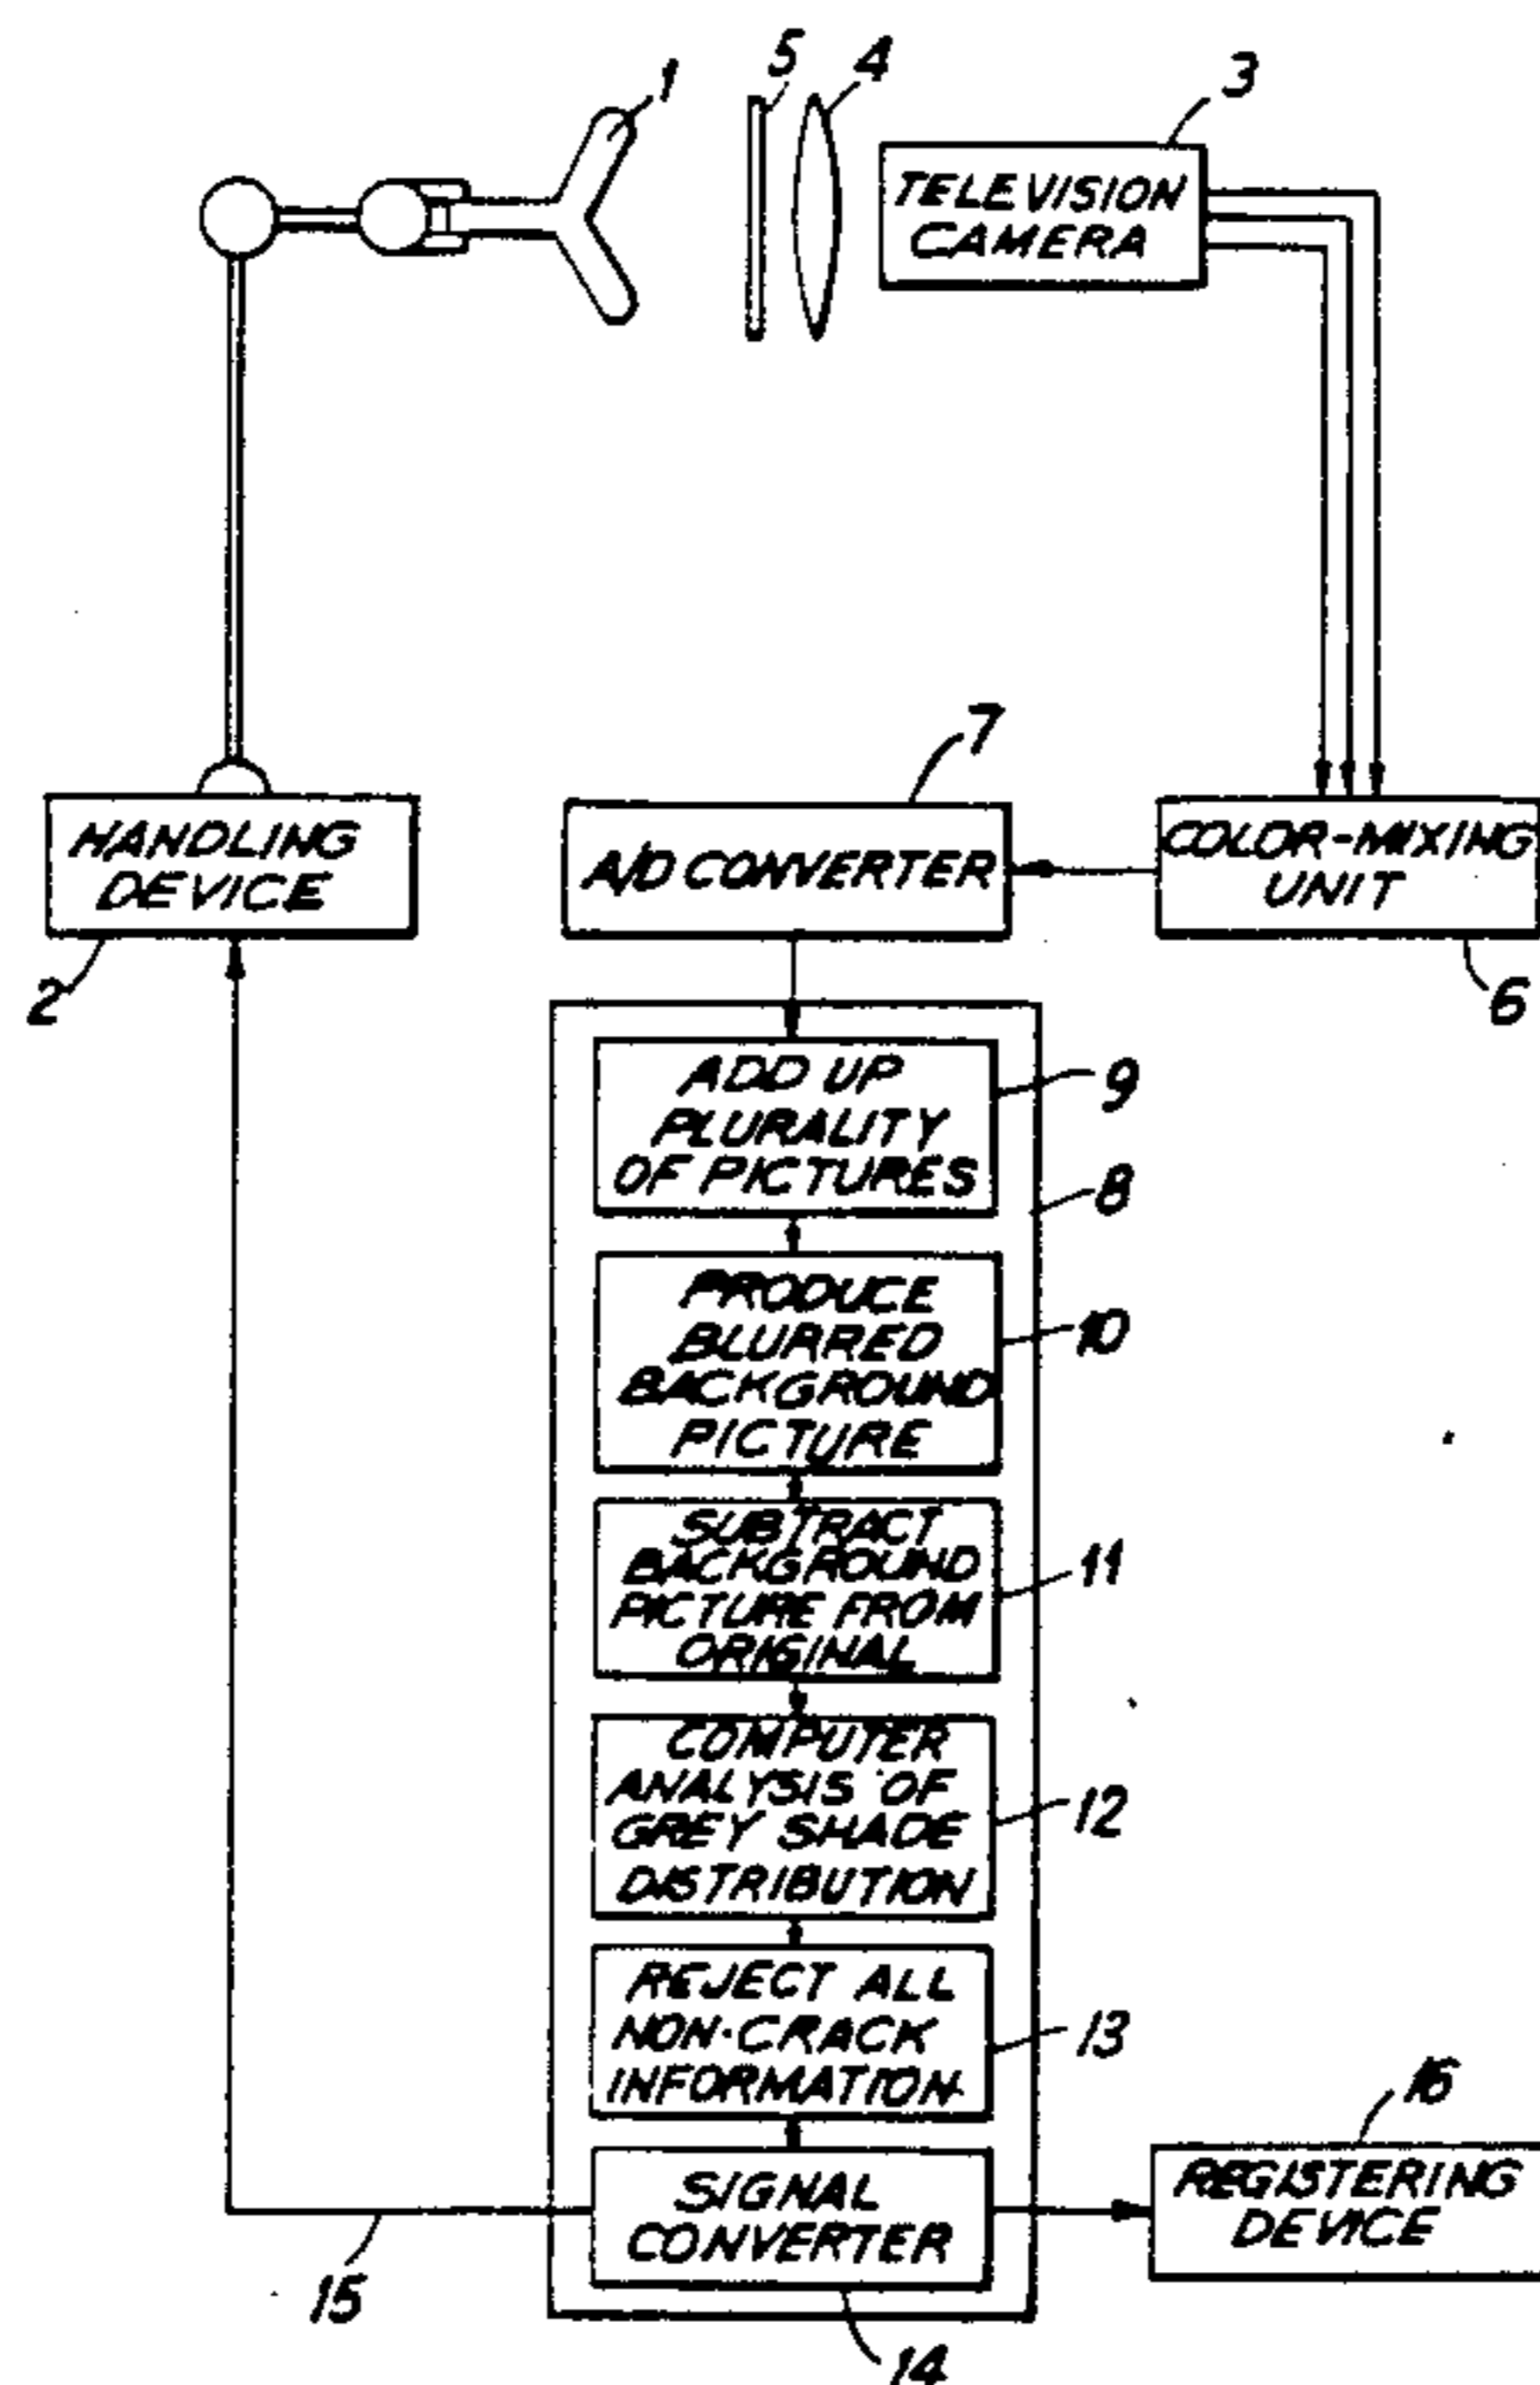 5
4
3
1
TELEVISION
CAMERA
7
HANDLING
DEVICE
A/D CONVERTER
COLOR-MIXING
UNIT
2
6
ADD UP
PLURALITY
OF PICTURES
9
8
PRODUCE
BLURRED
BACKGROUND
PICTURE
10
SUBTRACT
BACKGROUND
PICTURE FROM
ORIGINAL
11
COMPUTER
ANALYSIS OF
GREY SHADE
DISTRIBUTION
12
REJECT ALL
NON-CRACK
INFORMATION
13
16
SIGNAL
CONVERTER
REGISTERING
DEVICE
15
14